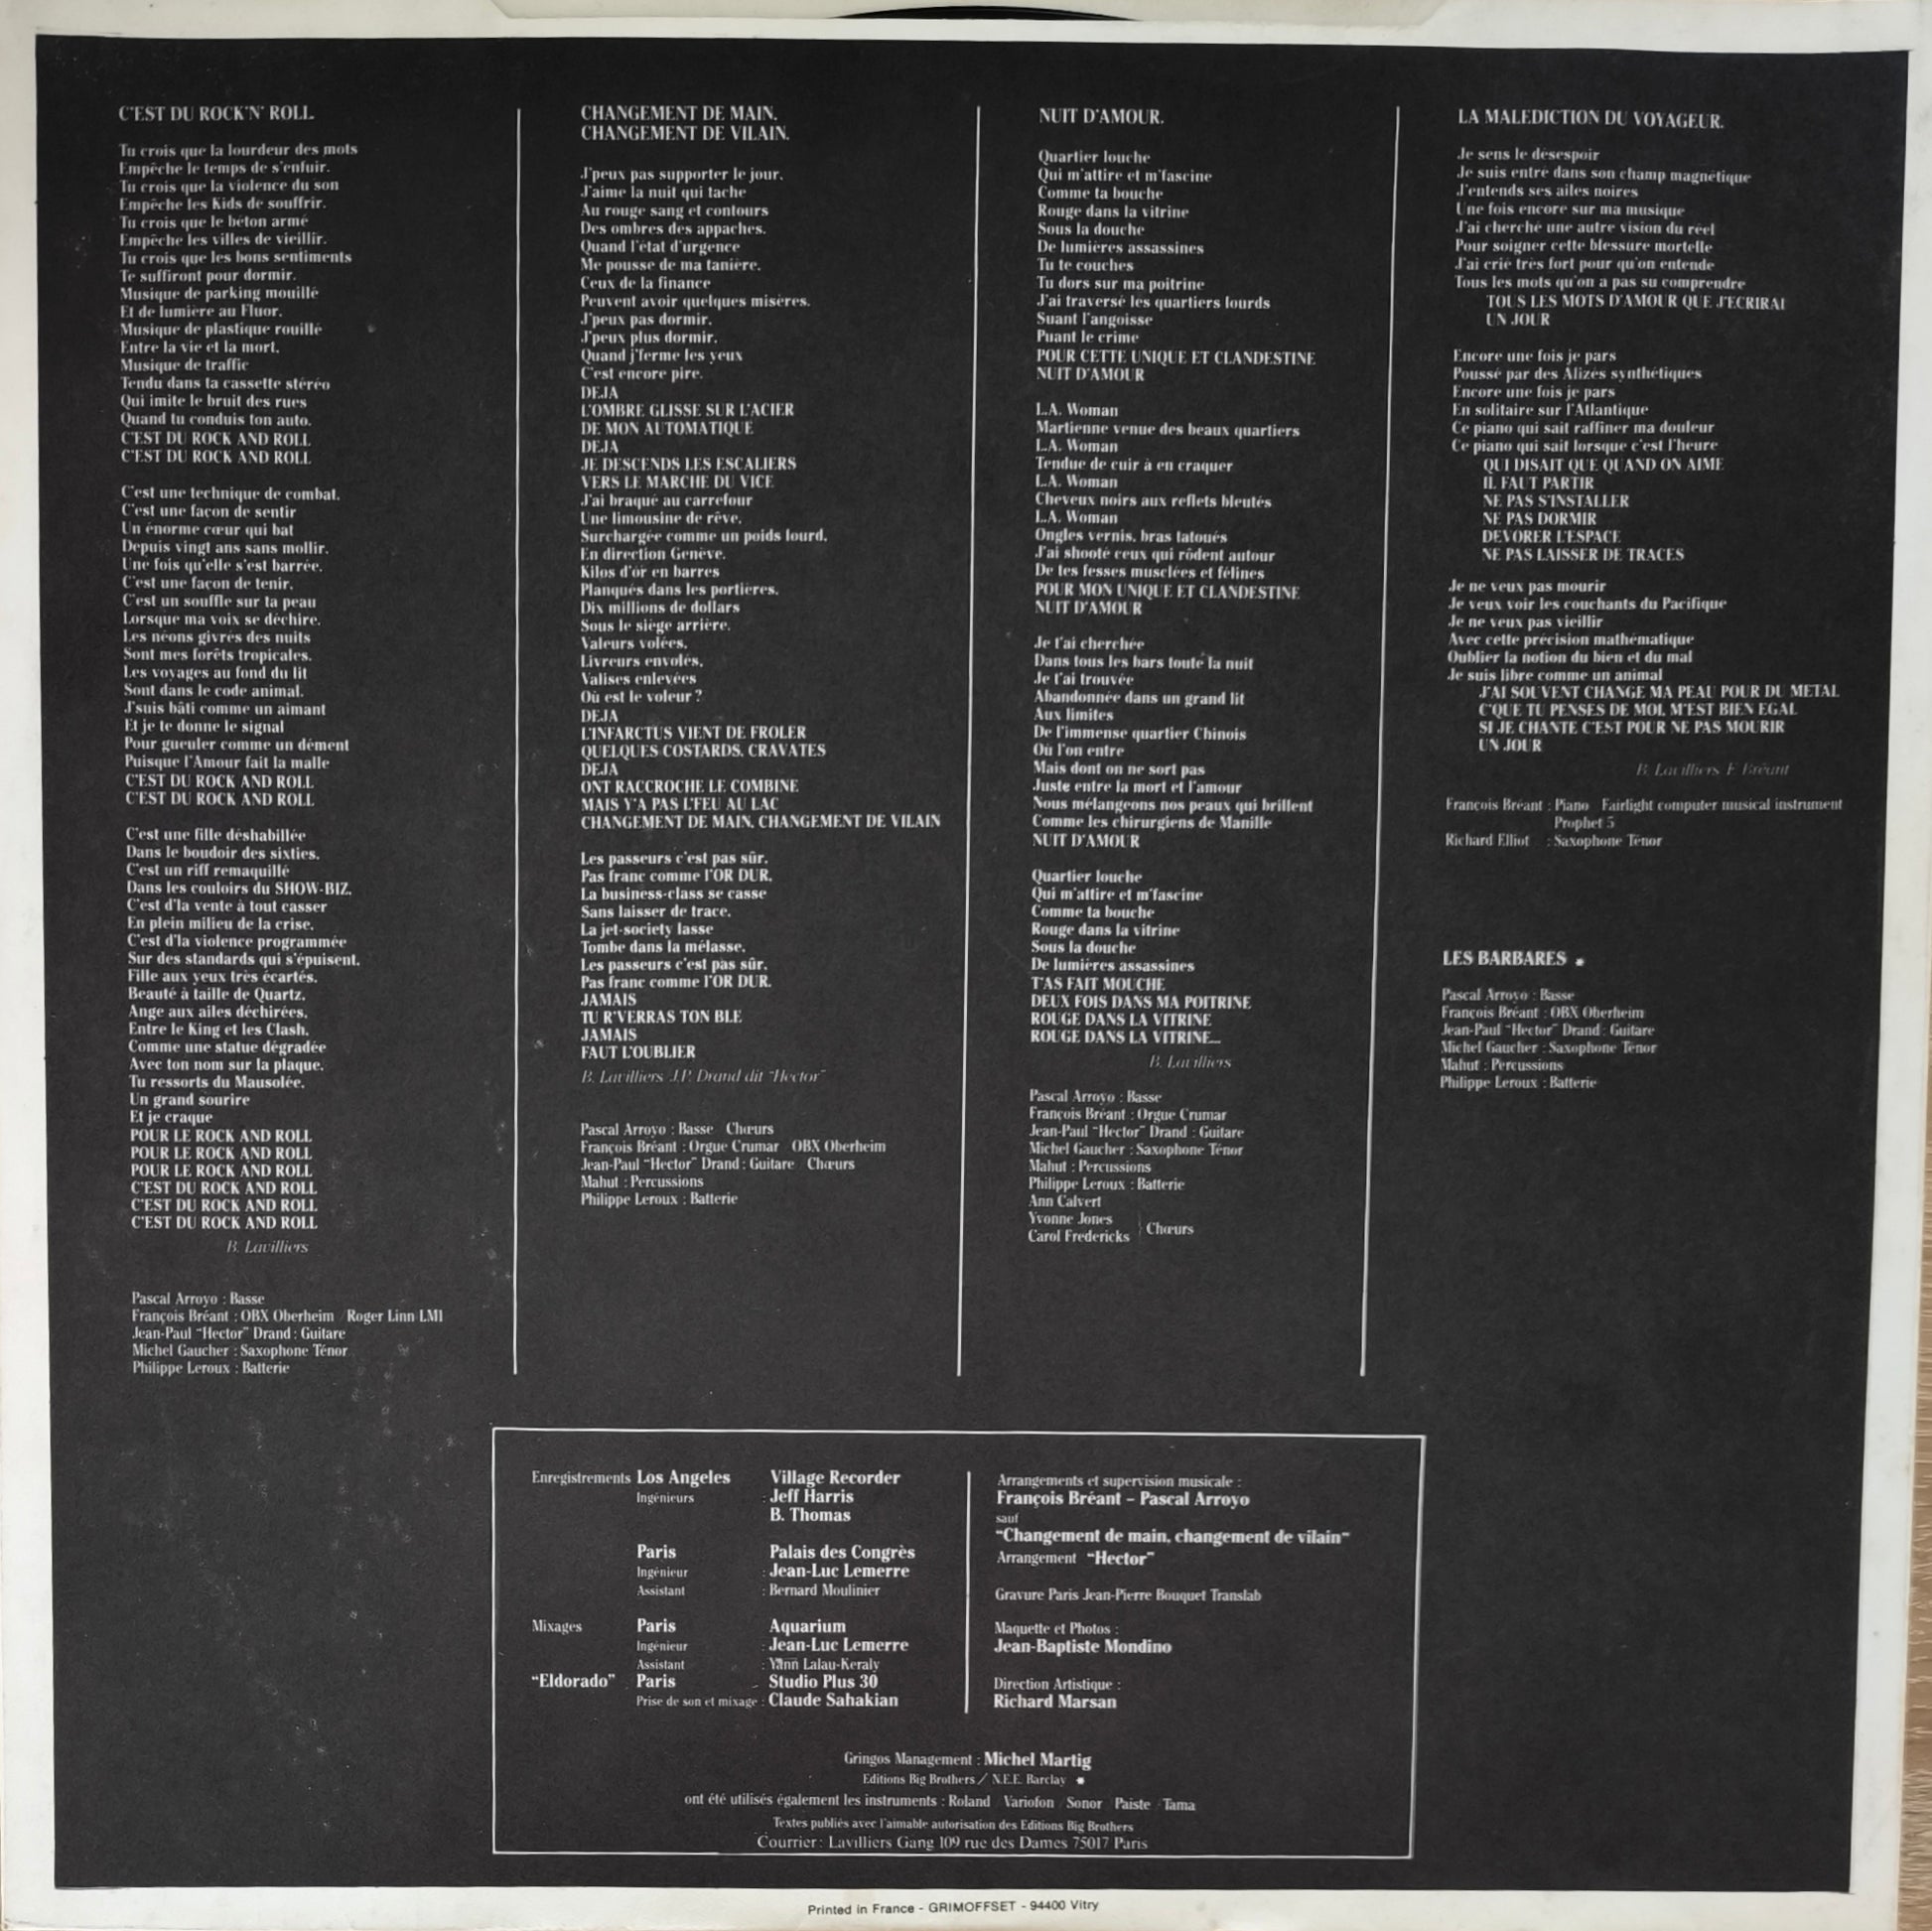 C'EST DU ROCK'N' ROLL.
Tu crois que la lourdeur des mots
Empêche le temps de s'enfuir.
Tu crois que la violence du son
Empêche les Kids de souffrir.
Tu crois que le béton armé
Empêche les villes de vieillir.
Tu crois que les bons sentiments
Te suffiront pour dormir.
Musique de parking mouillé
Et de lumière au Fluor.
Musique de plastique rouillé
Entre la vie et la mort.
Musique de traffic
Tendu dans ta cassette stéréo
Qui imite le bruit des rues
Quand tu conduis ton auto.
C'EST DU ROCK AND ROLL
C'EST DU ROCK AND ROLL
C'est une technique de combat.
C'est une façon de sentir
Un énorme cœur qui bat
Depuis vingt ans sans mollir.
Une fois qu'elle s'est barrée.
C'est une façon de tenir.
C'est un souffle sur ta peau
Lorsque ma voix se déchire.
Les néons givrés des nuits
Sont mes forêts tropicales.
Les voyages au fond du lit
Sont dans le code animal.
J'suis bâti comme un aimant
Et je te donne le signal
Pour gueuler comme un dément
Puisque l'Amour fait la malle
C'EST DU ROCK AND ROLL
C'EST DU ROCK AND ROLL
C'est une fille déshabillée
Dans le boudoir des sixties.
C'est un riff remaquillé
Dans les couloirs du SHOW-BIZ.
C'est d'la vente à tout casser
En plein milieu de la crise.
C'est d'la violence programmée
Sur des standards qui s'épuisent.
Fille aux yeux très écartés.
Beauté à taille de Quartz.
Ange aux ailes déchirées.
Entre le King et les Clash.
Comme une statue dégradée
Avec ton nom sur la plaque.
Tu ressorts du Mausolée.
Un grand sourire
Et je craque
POUR LE ROCK AND ROLL
POUR LE ROCK AND ROLL
POUR LE ROCK AND ROLL
C'EST DU ROCK AND ROLL
C'EST DU ROCK AND ROLL
C'EST DU ROCK AND ROLL
B. Lavilliers
Pascal Arroyo : Basse
François Bréant : OBX Oberheim / Roger Linn LM1
Jean-Paul "Hector" Drand : Guitare
Michel Gaucher : Saxophone Ténor
Philippe Leroux : Batterie
CHANGEMENT DE MAIN.
CHANGEMENT DE VILAIN.
J'peux pas supporter le jour.
J'aime la nuit qui tache
Au rouge sang et contours
Des ombres des appaches.
Quand l'état d'urgence
Me pousse de ma tanière.
Ceux de la finance
Peuvent avoir quelques misères.
J'peux pas dormir.
J'peux plus dormir.
Quand j'ferme les yeux
C'est encore pire.
DEJA
L'OMBRE GLISSE SUR L'ACIER
DE MON AUTOMATIQUE
DEJA
JE DESCENDS LES ESCALIERS
VERS LE MARCHE DU VICE
J'ai braqué au carrefour
Une limousine de rêve.
Surchargée comme un poids lourd.
En direction Genève.
Kilos d'or en barres
Planqués dans les portières.
Dix millions de dollars
Sous le siège arrière.
Valeurs volées.
Livreurs envolés.
Valises enlevées
Où est le voleur ?
DEJA
L'INFARCTUS VIENT DE FROLER
QUELQUES COSTARDS. CRAVATES
DEJA
ONT RACCROCHE LE COMBINE
MAIS Y'A PAS L'FEU AU LAC
CHANGEMENT DE MAIN. CHANGEMENT DE VILAIN
Les passeurs c'est pas sûr.
Pas franc comme l'OR DUR.
La business-class se casse
Sans laisser de trace.
La jet-society lasse
Tombe dans la mélasse.
Les passeurs c'est pas sûr.
Pas franc comme l'OR DUR.
JAMAIS
TU R'VERRAS TON BLE
JAMAIS
FAUT L'OUBLIER
B. Lavilliers J.P. Drand dit "Hector"
Pascal Arroyo : Basse / Chœurs
François Bréant : Orgue Crumar / OBX Oberheim
Jean-Paul "Hector" Drand : Guitare / Chœurs
Mahut : Percussions
Philippe Leroux : Batterie
NUIT D'AMOUR.
Quartier louche
Qui m'attire et m'fascine
Comme ta bouche
Rouge dans la vitrine
Sous la douche
De lumières assassines
Tu te couches
Tu dors sur ma poitrine
J'ai traversé les quartiers lourds
Suant l'angoisse
Puant le crime
POUR CETTE UNIQUE ET CLANDESTINE
NUIT D'AMOUR
L.A. Woman
Martienne venue des beaux quartiers
L.A. Woman
Tendue de cuir à en craquer
L.A. Woman
Cheveux noirs aux reflets bleutés
L.A. Woman
Ongles vernis. bras tatoués
J'ai shooté ceux qui rôdent autour
De tes fesses musclées et félines
POUR MON UNIQUE ET CLANDESTINE
NUIT D'AMOUR
Je t'ai cherchée
Dans tous les bars toute la nuit
Je t'ai trouvée
Abandonnée dans un grand lit
Aux limites
De l'immense quartier Chinois
Où l'on entre
Mais dont on ne sort pas
Juste entre la mort et l'amour
Nous mélangeons nos peaux qui brillent
Comme les chirurgiens de Manille
NUIT D'AMOUR
Quartier louche
Qui m'attire et m'fascine
Comme ta bouche
Rouge dans la vitrine
Sous la douche
De lumières assassines
T'AS FAIT MOUCHE
DEUX FOIS DANS MA POITRINE
ROUGE DANS LA VITRINE
ROUGE DANS LA VITRINE...
B. Lavilliers
Pascal Arroyo : Basse
François Bréant : Orgue Crumar
Jean-Paul "Hector" Drand : Guitare
Michel Gaucher : Saxophone Ténor
Mahut : Percussions
Philippe Leroux : Batterie
Ann Calvert
Yvonne Jones
Carol Fredericks } Chœurs
LA MALEDICTION DU VOYAGEUR.
Je sens le désespoir
Je suis entré dans son champ magnétique
J'entends ses ailes noires
Une fois encore sur ma musique
J'ai cherché une autre vision du réel
Pour soigner cette blessure mortelle
J'ai crié très fort pour qu'on entende
Tous les mots qu'on a pas su comprendre
TOUS LES MOTS D'AMOUR QUE J'ECRIRAI
UN JOUR
Encore une fois je pars
Poussé par des Alizés synthétiques
Encore une fois je pars
En solitaire sur l'Atlantique
Ce piano qui sait raffiner ma douleur
Ce piano qui sait lorsque c'est l'heure
QUI DISAIT QUE QUAND ON AIME
IL FAUT PARTIR
NE PAS S'INSTALLER
NE PAS DORMIR
DEVORER L'ESPACE
NE PAS LAISSER DE TRACES
Je ne veux pas mourir
Je veux voir les couchants du Pacifique
Je ne veux pas vieillir
Avec cette précision mathématique
Oublier la notion du bien et du mal
Je suis libre comme un animal
J'AI SOUVENT CHANGE MA PEAU POUR DU METAL
C'QUE TU PENSES DE MOI, M'EST BIEN EGAL
SI JE CHANTE C'EST POUR NE PAS MOURIR
UN JOUR
B. Lavilliers F. Bréant
François Bréant : Piano / Fairlight computer musical instrument
Prophet 5
Richard Elliot : Saxophone Ténor
LES BARBARES *
Pascal Arroyo : Basse
François Bréant : OBX Oberheim
Jean-Paul "Hector" Drand : Guitare
Michel Gaucher : Saxophone Ténor
Mahut : Percussions
Philippe Leroux : Batterie
Enregistrements Los Angeles Village Recorder
Ingénieurs : Jeff Harris
B. Thomas
Paris Palais des Congrès
Ingénieur : Jean-Luc Lemerre
Assistant : Bernard Moulinier
Mixages Paris Aquarium
Ingénieur : Jean-Luc Lemerre
Assistant : Yann Lalau-Keraly
"Eldorado" Paris Studio Plus 30
Prise de son et mixage : Claude Sahakian
Arrangements et supervision musicale :
François Bréant – Pascal Arroyo
sauf
"Changement de main, changement de vilain"
Arrangement "Hector"
Gravure Paris Jean-Pierre Bouquet Translab
Maquette et Photos :
Jean-Baptiste Mondino
Direction Artistique :
Richard Marsan
Gringos Management : Michel Martig
Editions Big Brothers / N.E.E. Barclay *
ont été utilisés également les instruments : Roland / Variofon / Sonor / Paiste / Tama
Textes publiés avec l'aimable autorisation des Editions Big Brothers
Courrier : Lavilliers Gang 109 rue des Dames 75017 Paris
Printed in France - GRIMOFFSET - 94400 Vitry